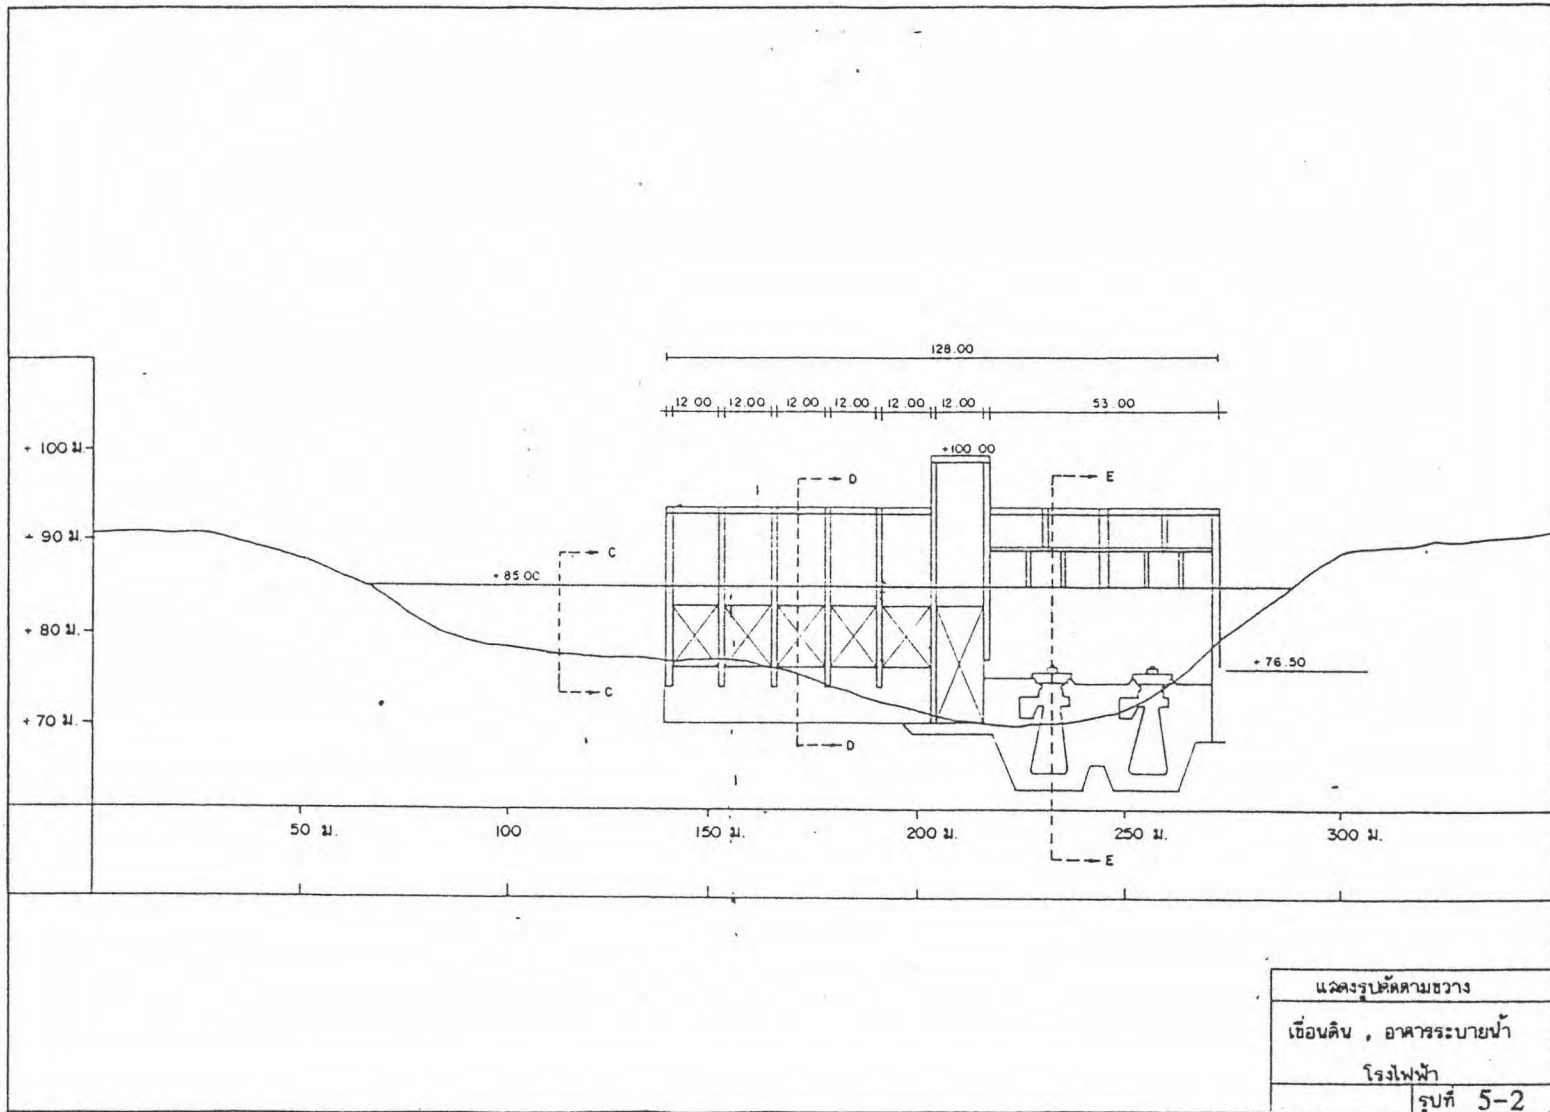 128.00
12 00 12.00 12.00 12.00 12.00 12.00 53.00
+ 100 ม.
+100 00
D
E
+ 90 ม.
C
+ 85.00
+ 80 ม.
+ 76.50
C
+ 70 ม.
D
50 ม. 100 150 ม. 200 ม. 250 ม. 300 ม.
E
แสดงรูปตัดตามขวาง
เขื่อนดิน , อาคารระบายน้ำ
โรงไฟฟ้า
รูปที่ 5-2